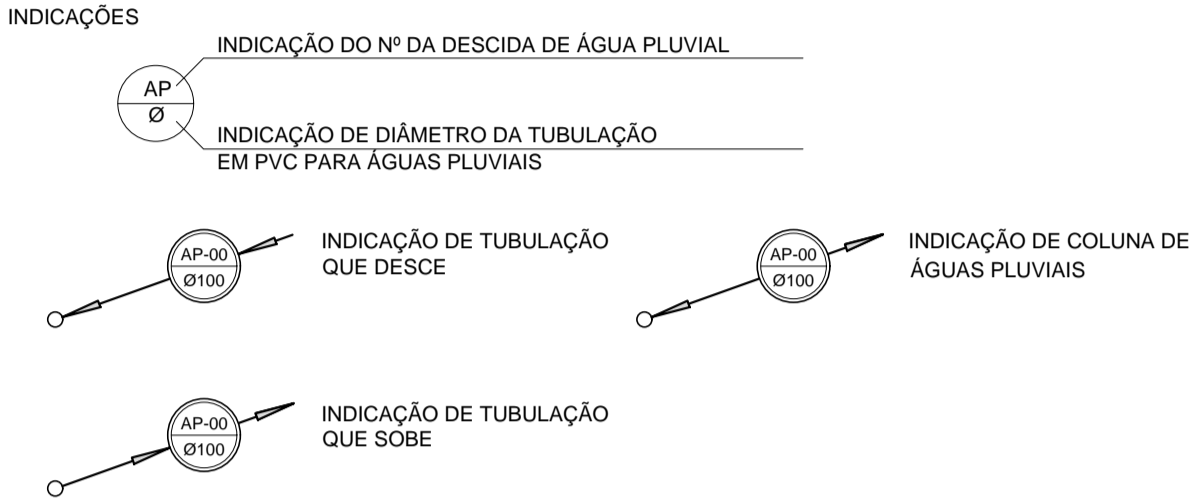 INDICAÇÕES
INDICAÇÃO DO Nº DA DESCIDA DE ÁGUA PLUVIAL
AP
Ø
INDICAÇÃO DE DIÂMETRO DA TUBULAÇÃO
EM PVC PARA ÁGUAS PLUVIAIS
AP-00
Ø100
INDICAÇÃO DE TUBULAÇÃO
QUE DESCE
AP-00
Ø100
INDICAÇÃO DE COLUNA DE
ÁGUAS PLUVIAIS
AP-00
Ø100
INDICAÇÃO DE TUBULAÇÃO
QUE SOBE